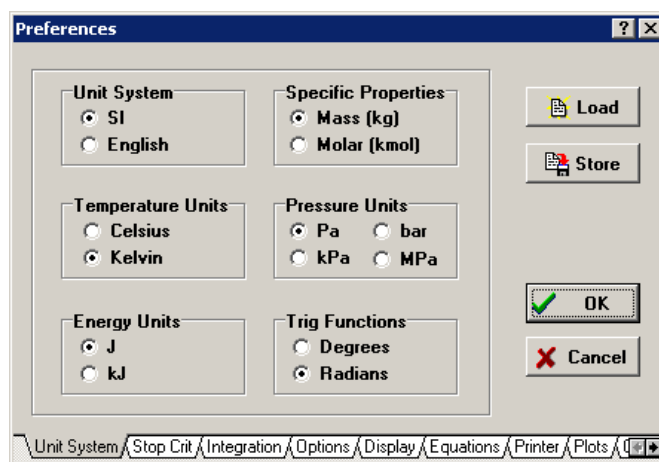 Preferences
Unit System
SI
English
Specific Properties
Mass (kg)
Molar (kmol)
Load
Store
Temperature Units
Celsius
Kelvin
Pressure Units
Pa
bar
kPa
MPa
Energy Units
J
kJ
Trig Functions
Degrees
Radians
OK
Cancel
Unit System Stop Crit Integration Options Display Equations Printer Plots